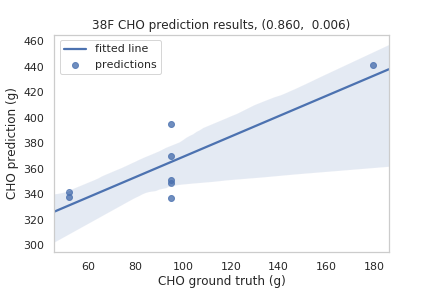 38F CHO prediction results, (0.860,  0.006)
fitted line
predictions
CHO prediction (g)
460
440
420
400
380
360
340
320
300
60 80 100 120 140 160 180
CHO ground truth (g)